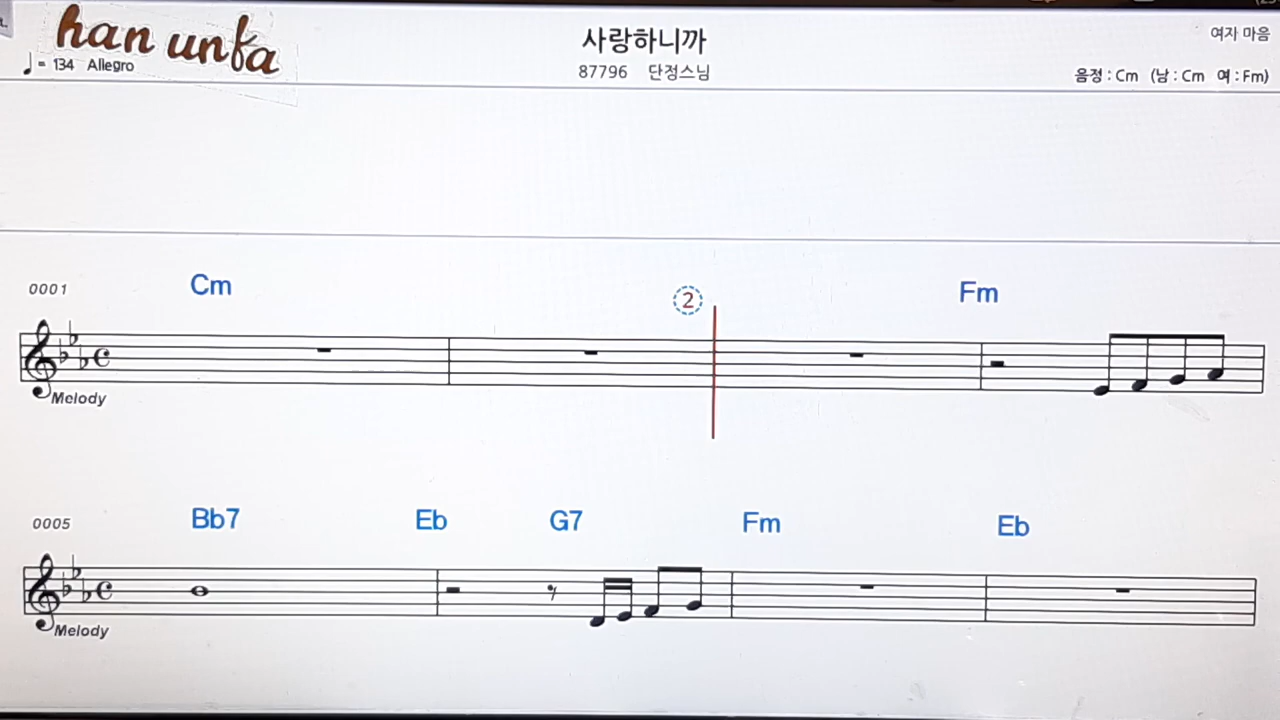 han unfa
♩ = 134 Allegro
사랑하니까
87796 단정스님
여자 마음
음정 : Cm (남 : Cm 여 : Fm)
0001 Cm 2 Fm
Melody
0005 Bb7 Eb G7 Fm Eb
Melody